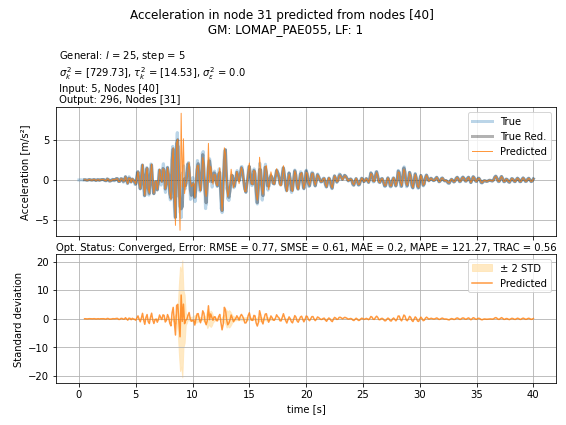 Acceleration in node 31 predicted from nodes [40]
GM: LOMAP_PAE055, LF: 1
General: l = 25, step = 5
σ²ₖ = [729.73], τ²ₖ = [14.53], σ²ε = 0.0
Input: 5, Nodes [40]
Output: 296, Nodes [31]
Acceleration [m/s²]
5
0
−5
True
True Red.
Predicted
Opt. Status: Converged, Error: RMSE = 0.77, SMSE = 0.61, MAE = 0.2, MAPE = 121.27, TRAC = 0.56
Standard deviation
20
10
0
−10
−20
± 2 STD
Predicted
0 5 10 15 20 25 30 35 40
time [s]